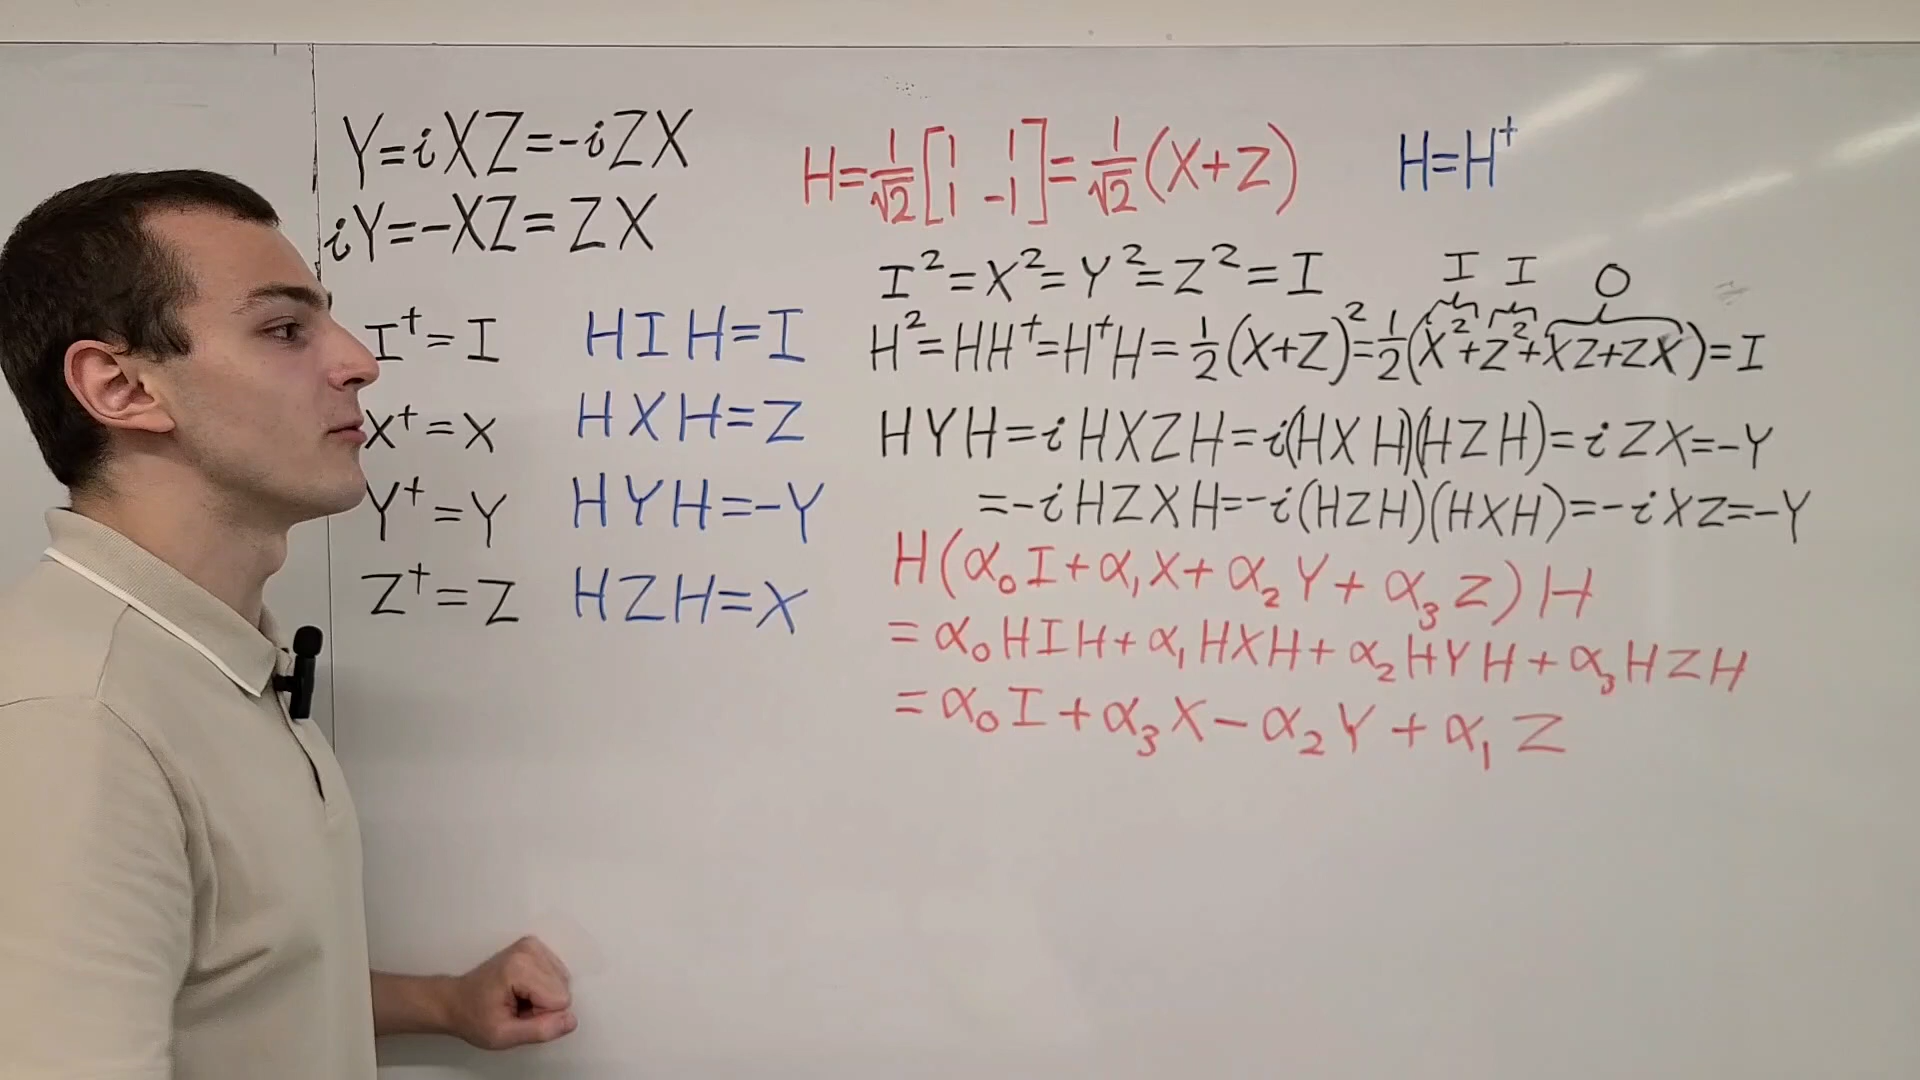 Y=iXZ=-iZX
iY=-XZ=ZX
I†=I
X†=X
Y†=Y
Z†=Z
HIH=I
HXH=Z
HYH=-Y
HZH=X
H=1/√2[1 1 1 -1]=1/√2(X+Z)
H=H†
I²=X²=Y²=Z²=I
I I 0
H²=HH†=H†H=1/2(X+Z)²=1/2(X²+Z²+XZ+ZX)=I
HYH=iHXZH=i(HXH)(HZH)=iZX=-Y
=-iHZXH=-i(HZH)(HXH)=-iXZ=-Y
H(α₀I+α₁X+α₂Y+α₃Z)H
=α₀HIH+α₁HXH+α₂HYH+α₃HZH
=α₀I+α₃X-α₂Y+α₁Z